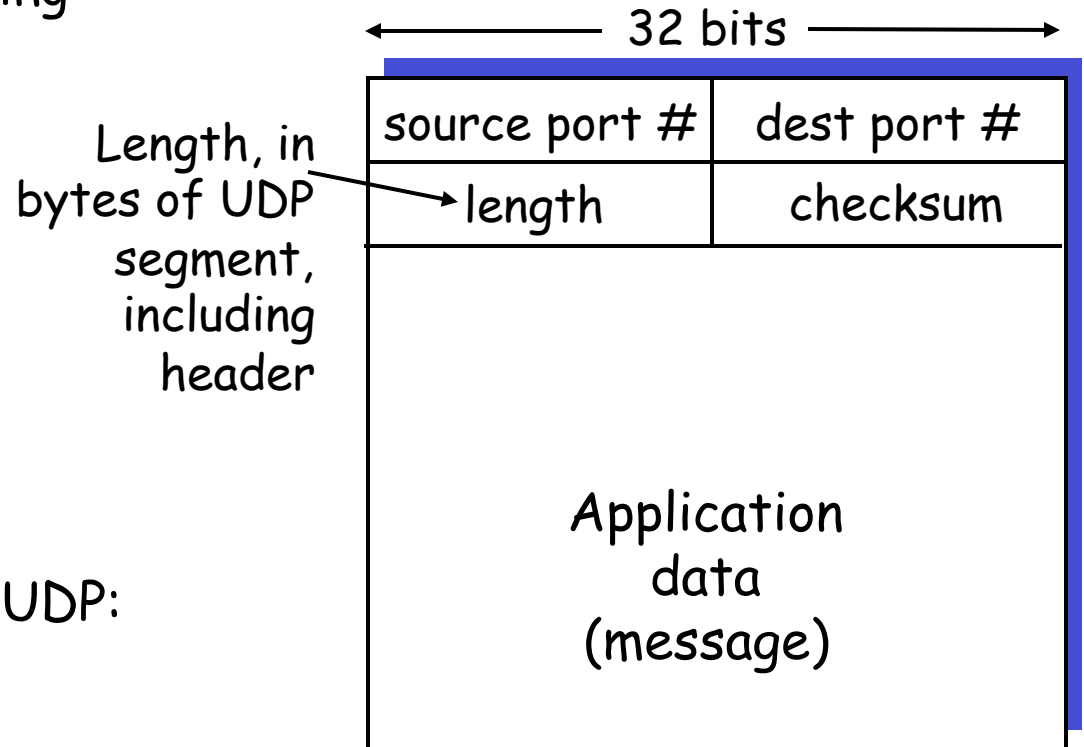 32 bits
source port # dest port #
Length, in
bytes of UDP
segment,
including
header
length checksum
Application
data
(message)
UDP: